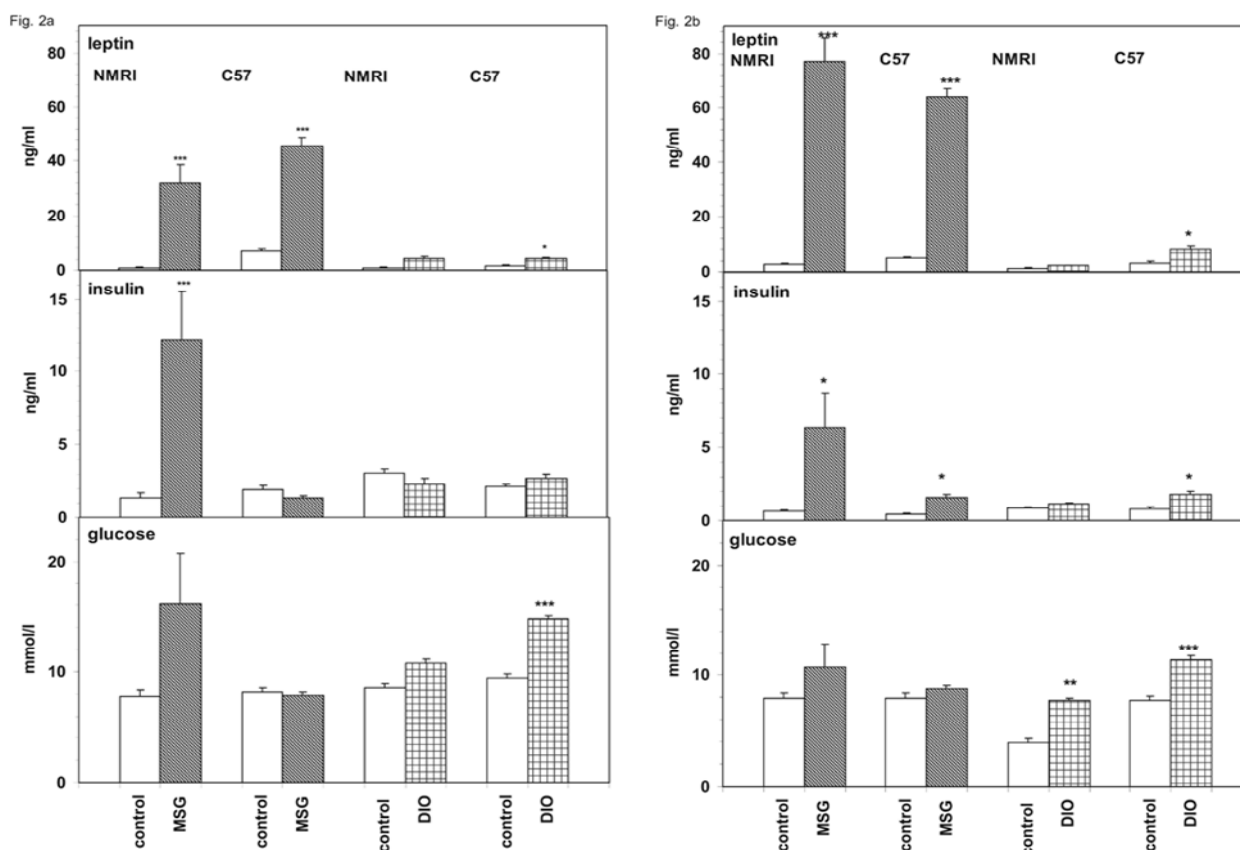 Fig. 2a
leptin
80
NMRI C57 NMRI C57
60
ng/ml
***
***
40
20
*
0
insulin
***
15
ng/ml
10
5
0
glucose
20
***
mmol/l
10
0
control MSG control MSG control DIO control DIO
Fig. 2b
***
leptin
80
NMRI C57 NMRI C57
***
60
ng/ml
40
20
*
0
insulin
15
ng/ml
10
*
5
*
*
0
glucose
20
mmol/l
***
10
**
0
control MSG control MSG control DIO control DIO